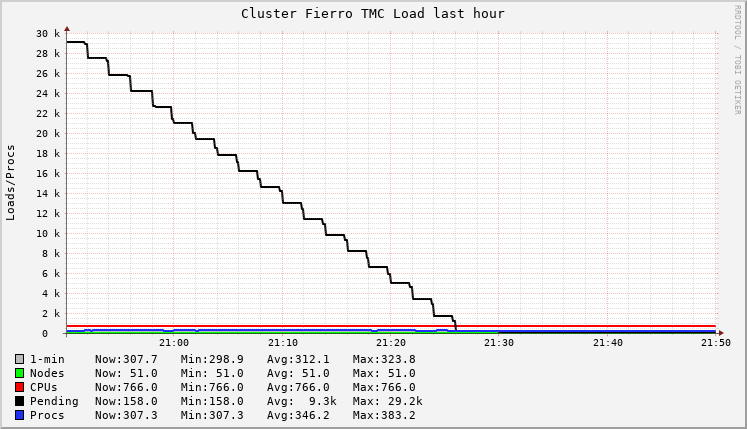 Cluster Fierro TMC Load last hour
RRDTOOL / TOBI OETIKER
Loads/Procs
30 k
28 k
26 k
24 k
22 k
20 k
18 k
16 k
14 k
12 k
10 k
8 k
6 k
4 k
2 k
0
21:00 21:10 21:20 21:30 21:40 21:50
1-min Now:307.7 Min:298.9 Avg:312.1 Max:323.8
Nodes Now: 51.0 Min: 51.0 Avg: 51.0 Max: 51.0
CPUs Now:766.0 Min:766.0 Avg:766.0 Max:766.0
Pending Now:158.0 Min:158.0 Avg: 9.3k Max: 29.2k
Procs Now:307.3 Min:307.3 Avg:346.2 Max:383.2